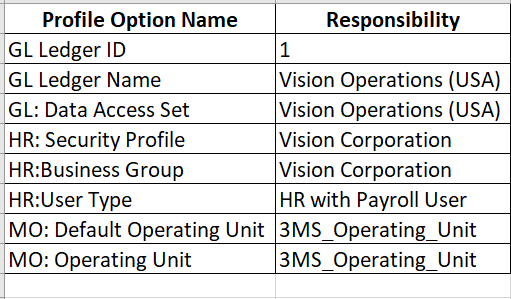 Profile Option Name Responsibility
GL Ledger ID 1
GL Ledger Name Vision Operations (USA)
GL: Data Access Set Vision Operations (USA)
HR: Security Profile Vision Corporation
HR:Business Group Vision Corporation
HR:User Type HR with Payroll User
MO: Default Operating Unit 3MS_Operating_Unit
MO: Operating Unit 3MS_Operating_Unit